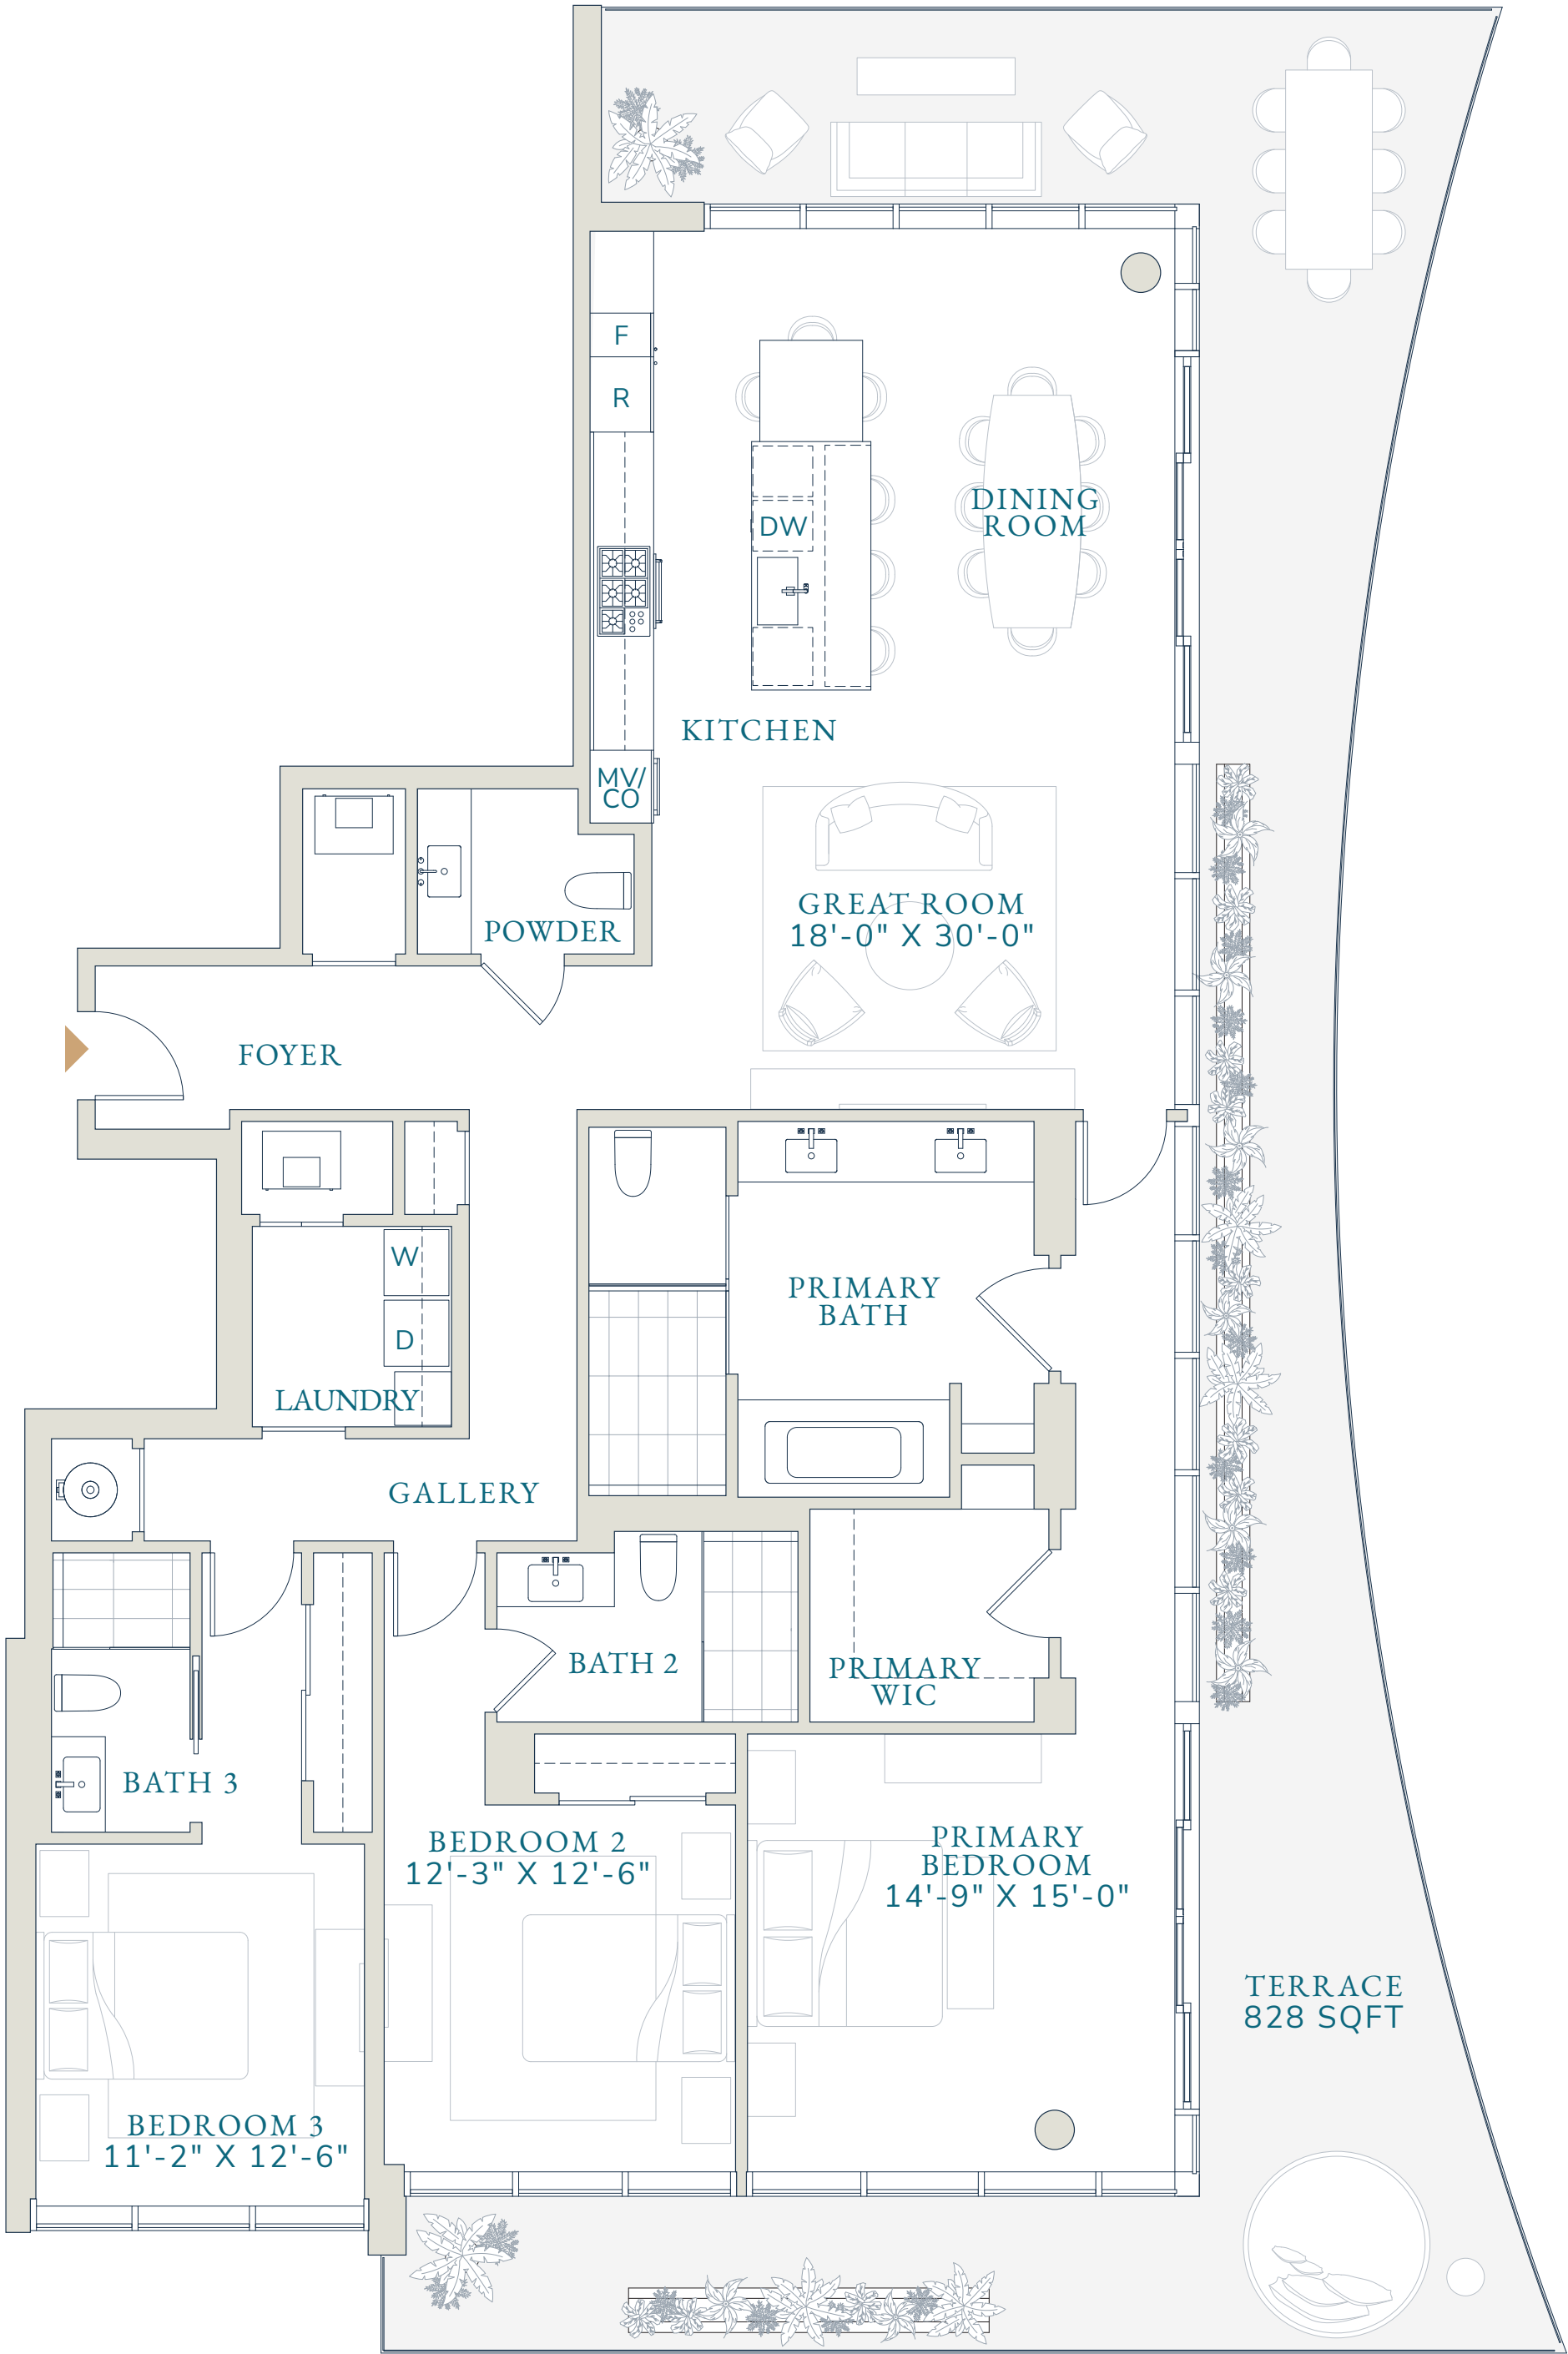 F
R
DW
DINING
ROOM
KITCHEN
MV/
CO
POWDER
GREAT ROOM
18'-0" X 30'-0"
FOYER
W
D
LAUNDRY
PRIMARY
BATH
GALLERY
BATH 2
PRIMARY
WIC
BATH 3
BEDROOM 2
12'-3" X 12'-6"
PRIMARY
BEDROOM
14'-9" X 15'-0"
TERRACE
828 SQFT
BEDROOM 3
11'-2" X 12'-6"